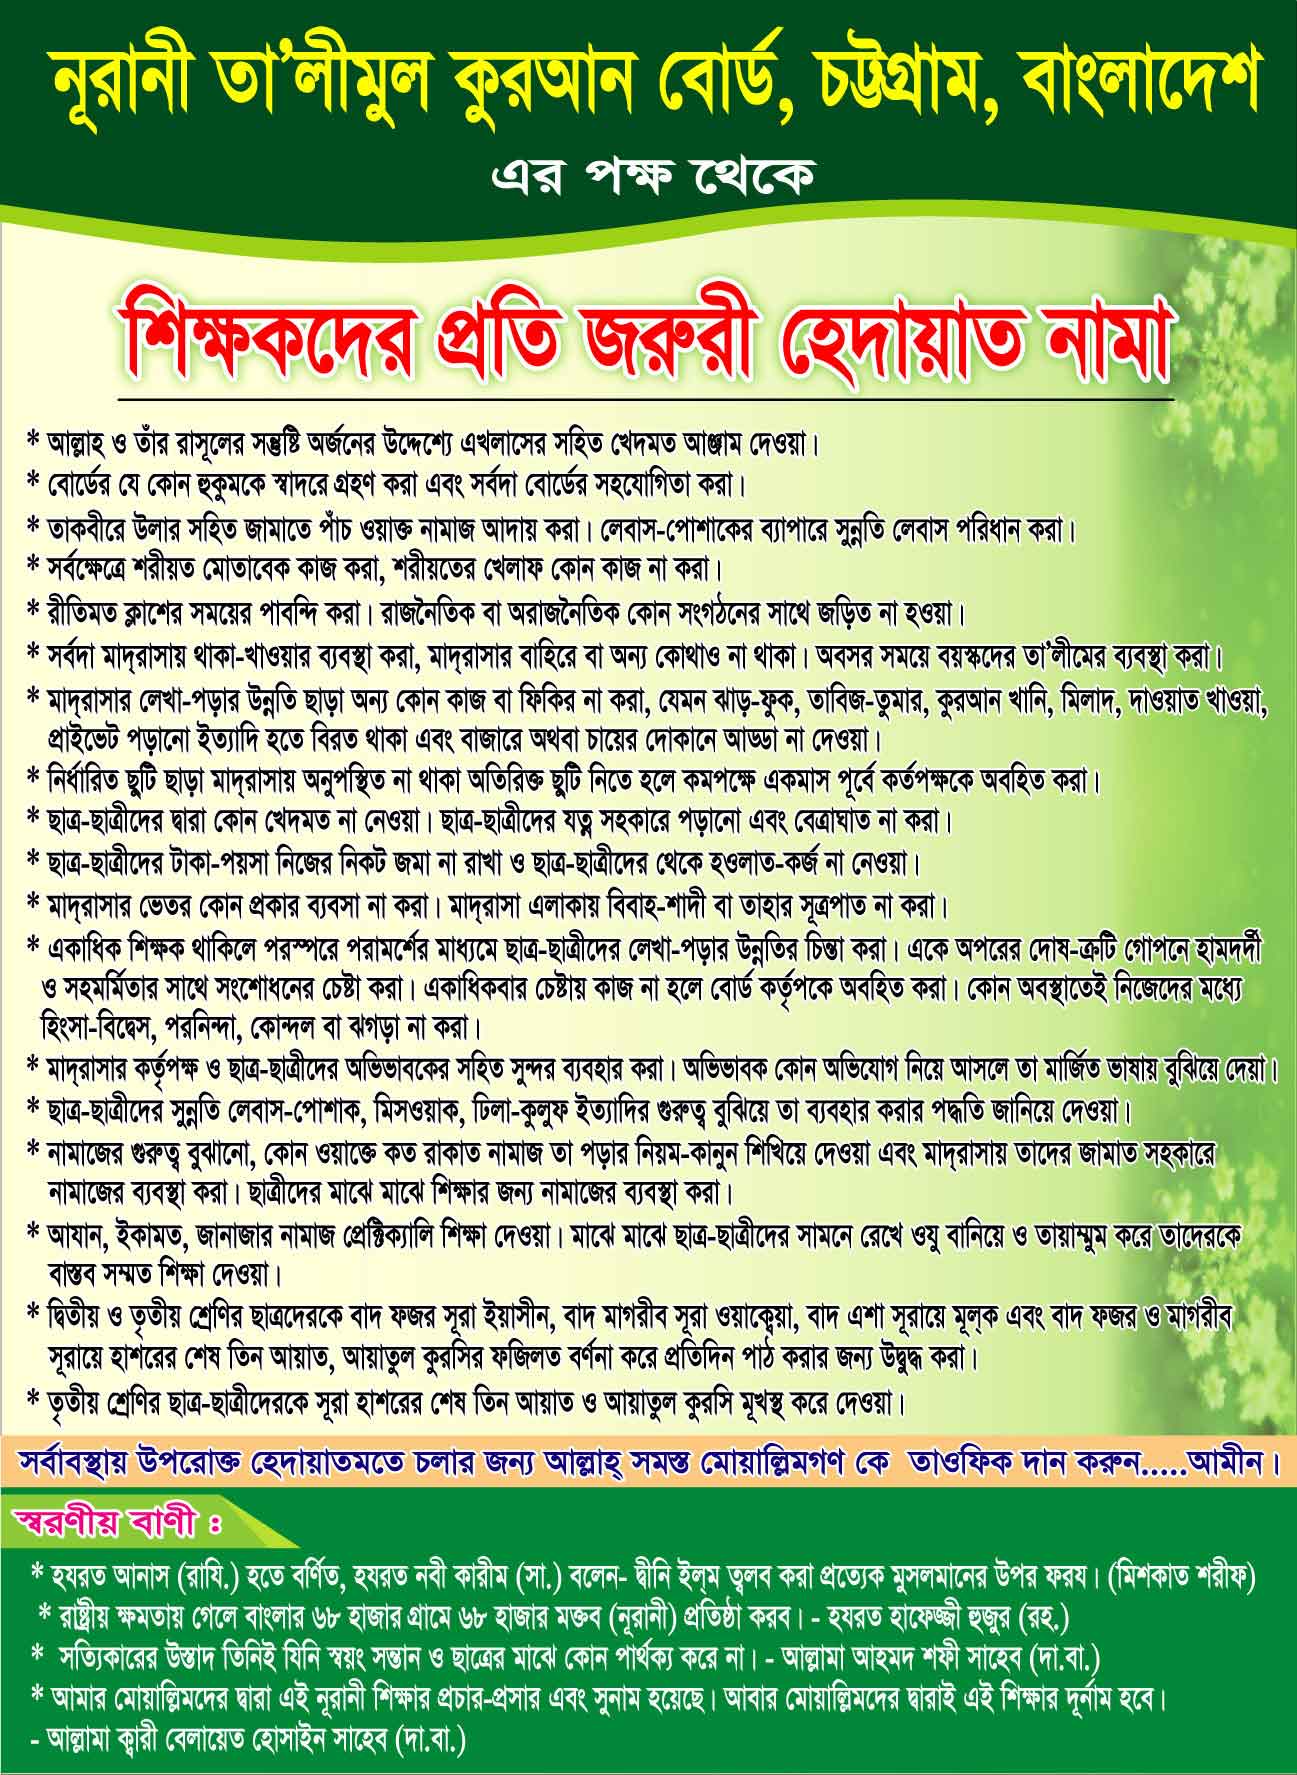 নূরানী তা’লীমুল কুরআন বোর্ড, চট্টগ্রাম, বাংলাদেশ
এর পক্ষ থেকে
শিক্ষকদের প্রতি জরুরী হেদায়াত নামা
* আল্লাহ ও তাঁর রাসূলের সন্তুষ্টি অর্জনের উদ্দেশ্যে এখলাসের সহিত খেদমত আঞ্জাম দেওয়া।
* বোর্ডের যে কোন হুকুমকে স্বাদরে গ্রহণ করা এবং সর্বদা বোর্ডের সহযোগিতা করা।
* তাকবীরে উলার সহিত জামাতে পাঁচ ওয়াক্ত নামাজ আদায় করা। লেবাস-পোশাকের ব্যাপারে সুন্নতি লেবাস পরিধান করা।
* সর্বক্ষেত্রে শরীয়ত মোতাবেক কাজ করা, শরীয়তের খেলাফ কোন কাজ না করা।
* রীতিমত ক্লাশের সময়ের পাবন্দি করা। রাজনৈতিক বা অরাজনৈতিক কোন সংগঠনের সাথে জড়িত না হওয়া।
* সর্বদা মাদ্‌রাসায় থাকা-খাওয়ার ব্যবস্থা করা, মাদ্‌রাসার বাহিরে বা অন্য কোথাও না থাকা। অবসর সময়ে বয়স্কদের তা’লীমের ব্যবস্থা করা।
* মাদ্‌রাসার লেখা-পড়ার উন্নতি ছাড়া অন্য কোন কাজ বা ফিকির না করা, যেমন ঝাড়-ফুক, তাবিজ-তুমার, কুরআন খানি, মিলাদ, দাওয়াত খাওয়া,
প্রাইভেট পড়ানো ইত্যাদি হতে বিরত থাকা এবং বাজারে অথবা চায়ের দোকানে আড্ডা না দেওয়া।
* নির্ধারিত ছুটি ছাড়া মাদ্‌রাসায় অনুপস্থিত না থাকা অতিরিক্ত ছুটি নিতে হলে কমপক্ষে একমাস পূর্বে কর্তপক্ষকে অবহিত করা।
* ছাত্র-ছাত্রীদের দ্বারা কোন খেদমত না নেওয়া। ছাত্র-ছাত্রীদের যত্ন সহকারে পড়ানো এবং বেত্রাঘাত না করা।
* ছাত্র-ছাত্রীদের টাকা-পয়সা নিজের নিকট জমা না রাখা ও ছাত্র-ছাত্রীদের থেকে হওলাত-কর্জ না নেওয়া।
* মাদ্‌রাসার ভেতর কোন প্রকার ব্যবসা না করা। মাদ্‌রাসা এলাকায় বিবাহ-শাদী বা তাহার সূত্রপাত না করা।
* একাধিক শিক্ষক থাকিলে পরস্পরে পরামর্শের মাধ্যমে ছাত্র-ছাত্রীদের লেখা-পড়ার উন্নতির চিন্তা করা। একে অপরের দোষ-ত্রুটি গোপনে হামদর্দী
ও সহমর্মিতার সাথে সংশোধনের চেষ্টা করা। একাধিকবার চেষ্টায় কাজ না হলে বোর্ড কর্তৃপকে অবহিত করা। কোন অবস্থাতেই নিজেদের মধ্যে
হিংসা-বিদ্বেস, পরনিন্দা, কোন্দল বা ঝগড়া না করা।
* মাদ্‌রাসার কর্তৃপক্ষ ও ছাত্র-ছাত্রীদের অভিভাবকের সহিত সুন্দর ব্যবহার করা। অভিভাবক কোন অভিযোগ নিয়ে আসলে তা মার্জিত ভাষায় বুঝিয়ে দেয়া।
* ছাত্র-ছাত্রীদের সুন্নতি লেবাস-পোশাক, মিসওয়াক, ঢিলা-কুলুফ ইত্যাদির গুরুত্ব বুঝিয়ে তা ব্যবহার করার পদ্ধতি জানিয়ে দেওয়া।
* নামাজের গুরুত্ব বুঝানো, কোন ওয়াক্তে কত রাকাত নামাজ তা পড়ার নিয়ম-কানুন শিখিয়ে দেওয়া এবং মাদ্‌রাসায় তাদের জামাত সহকারে
নামাজের ব্যবস্থা করা। ছাত্রীদের মাঝে মাঝে শিক্ষার জন্য নামাজের ব্যবস্থা করা।
* আযান, ইকামত, জানাজার নামাজ প্রেক্টিক্যালি শিক্ষা দেওয়া। মাঝে মাঝে ছাত্র-ছাত্রীদের সামনে রেখে ওযু বানিয়ে ও তায়াম্মুম করে তাদেরকে
বাস্তব সম্মত শিক্ষা দেওয়া।
* দ্বিতীয় ও তৃতীয় শ্রেণির ছাত্রদেরকে বাদ ফজর সূরা ইয়াসীন, বাদ মাগরীব সূরা ওয়াক্বেয়া, বাদ এশা সূরায়ে মূল্‌ক এবং বাদ ফজর ও মাগরীব
সূরায়ে হাশরের শেষ তিন আয়াত, আয়াতুল কুরসির ফজিলত বর্ণনা করে প্রতিদিন পাঠ করার জন্য উদ্বুদ্ধ করা।
* তৃতীয় শ্রেণির ছাত্র-ছাত্রীদেরকে সূরা হাশরের শেষ তিন আয়াত ও আয়াতুল কুরসি মূখস্থ করে দেওয়া।
সর্বাবস্থায় উপরোক্ত হেদায়াতমতে চলার জন্য আল্লাহ্ সমস্ত মোয়াল্লিমগণ কে তাওফিক দান করুন.....আমীন।
স্বরণীয় বাণী :
* হযরত আনাস (রাযি.) হতে বর্ণিত, হযরত নবী কারীম (সা.) বলেন- দ্বীনি ইল্‌ম ত্বলব করা প্রত্যেক মুসলমানের উপর ফরয। (মিশকাত শরীফ)
* রাষ্ট্রীয় ক্ষমতায় গেলে বাংলার ৬৮ হাজার গ্রামে ৬৮ হাজার মক্তব (নূরানী) প্রতিষ্ঠা করব। - হযরত হাফেজ্জী হুজুর (রহ.)
* সত্যিকারের উস্তাদ তিনিই যিনি স্বয়ং সন্তান ও ছাত্রের মাঝে কোন পার্থক্য করে না। - আল্লামা আহমদ শফী সাহেব (দা.বা.)
* আমার মোয়াল্লিমদের দ্বারা এই নূরানী শিক্ষার প্রচার-প্রসার এবং সুনাম হয়েছে। আবার মোয়াল্লিমদের দ্বারাই এই শিক্ষার দূর্নাম হবে।
- আল্লামা ক্বারী বেলায়েত হোসাইন সাহেব (দা.বা.)